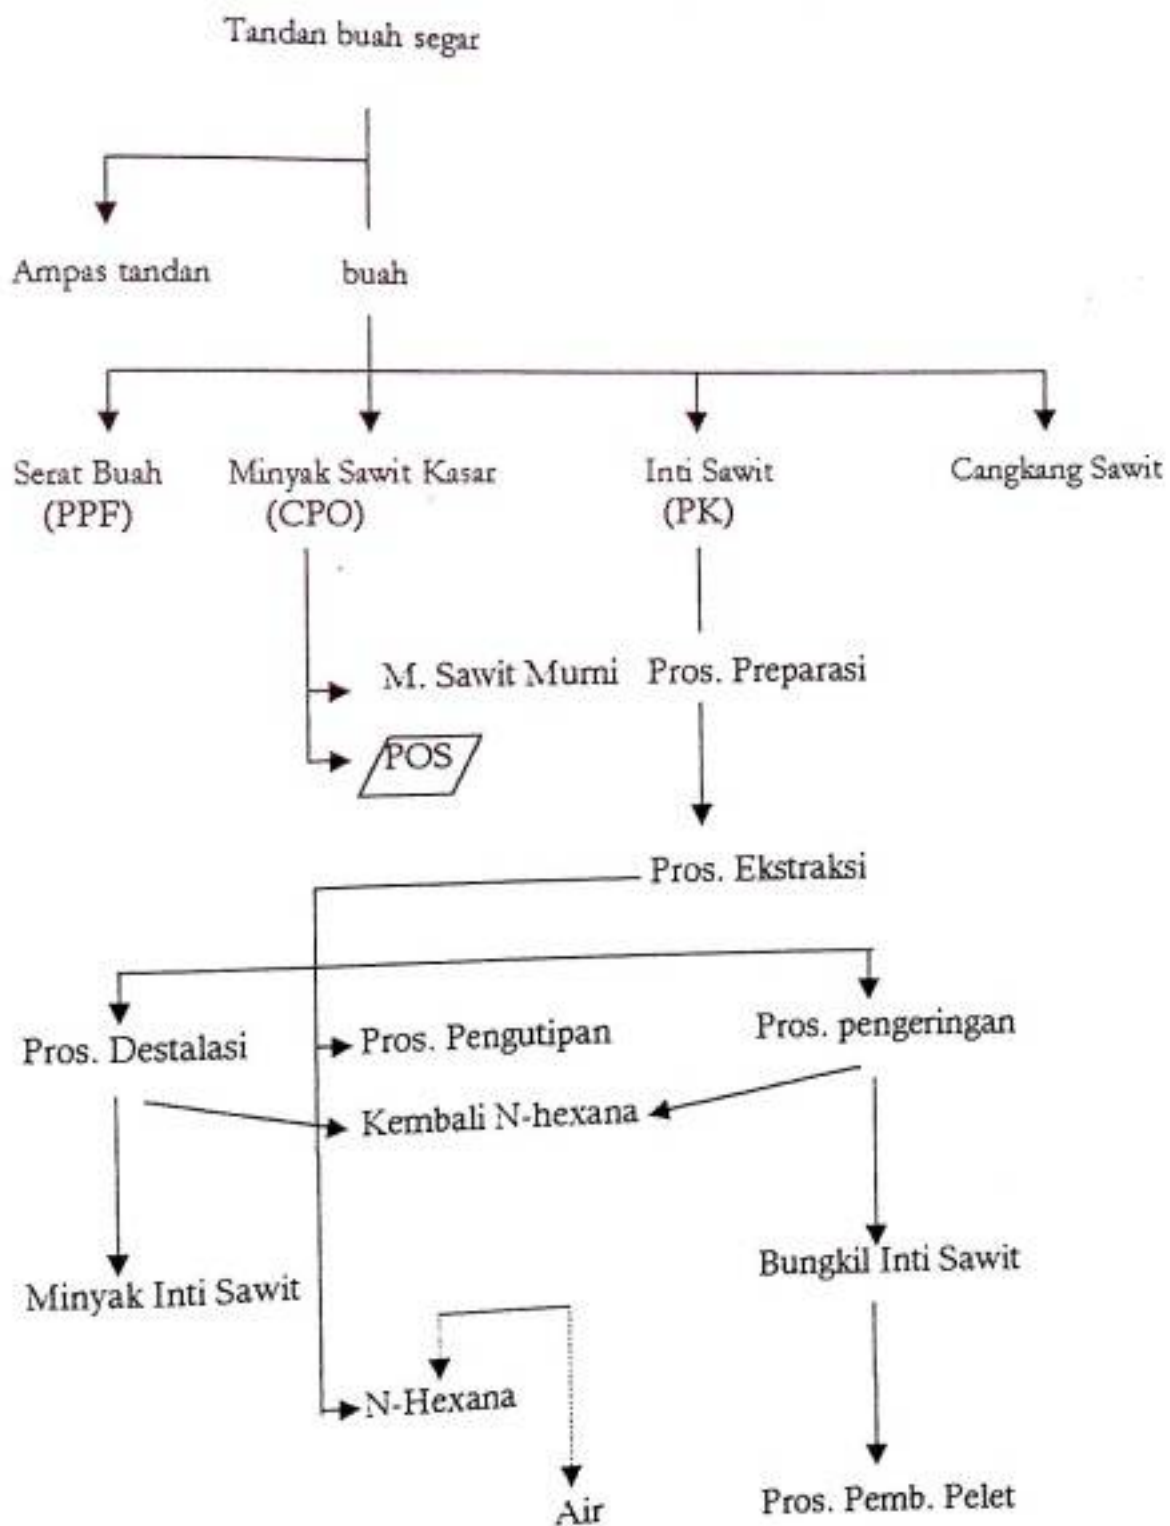 Tandan buah segar
Ampas tandan buah
Serat Buah Minyak Sawit Kasar Inti Sawit Cangkang Sawit
(PPF) (CPO) (PK)
M. Sawit Murni Pros. Preparasi
POS
Pros. Ekstraksi
Pros. Destalasi Pros. Pengutipan Pros. pengeringan
Kembali N-hexana
Minyak Inti Sawit Bungkil Inti Sawit
N-Hexana
Air Pros. Pemb. Pelet